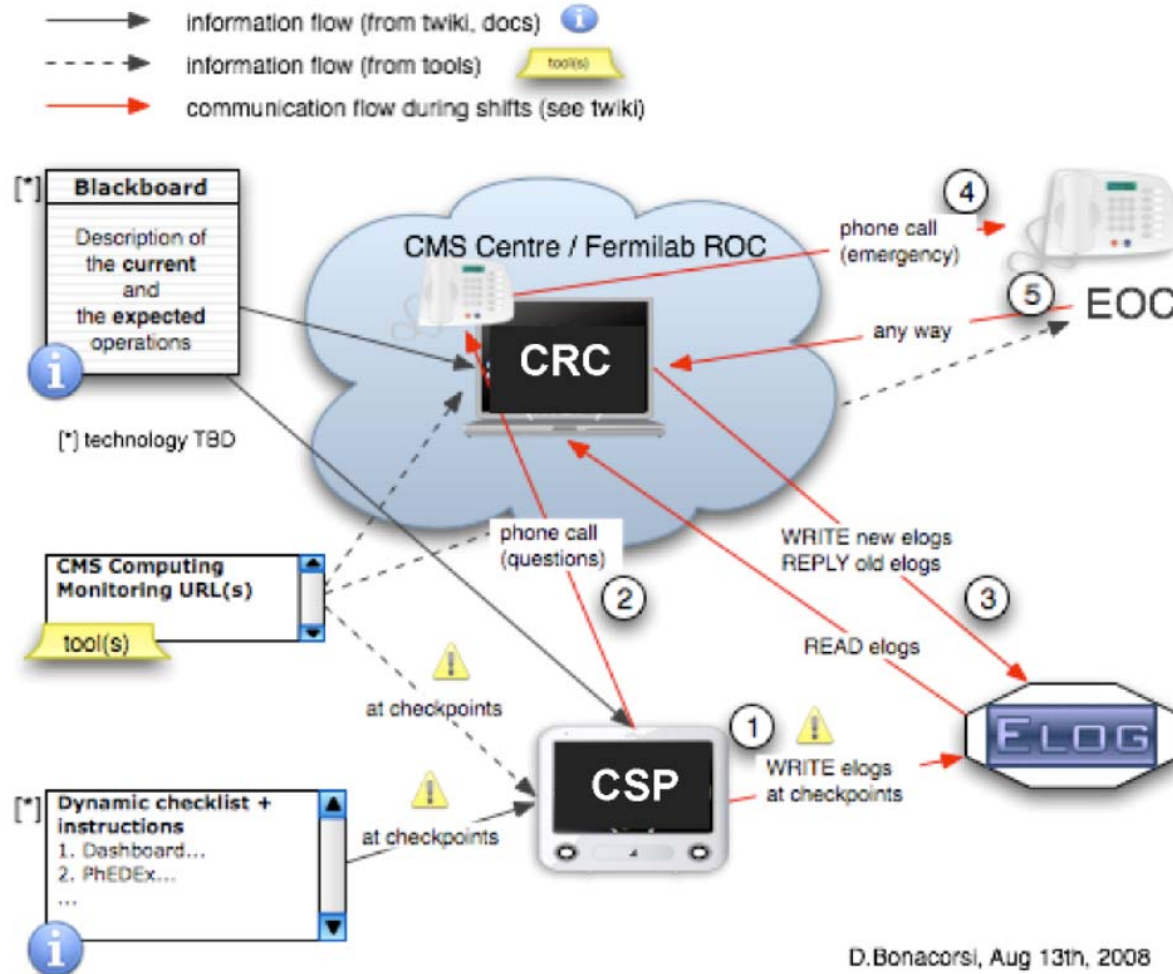 information flow (from twiki, docs)
information flow (from tools)
tool(s)
communication flow during shifts (see twiki)
[*]
Blackboard
Description of
the current
and
the expected
operations
[*] technology TBD
CMS Centre / Fermilab ROC
CRC
4
phone call
(emergency)
5
EOC
any way
phone call
(questions)
2
WRITE new elogs
REPLY old elogs
3
READ elogs
CMS Computing
Monitoring URL(s)
tool(s)
at checkpoints
1
CSP
WRITE elogs
at checkpoints
ELOG
[*]
Dynamic checklist +
instructions
1. Dashboard...
2. PhEDEx...
...
at checkpoints
D.Bonacorsi, Aug 13th, 2008